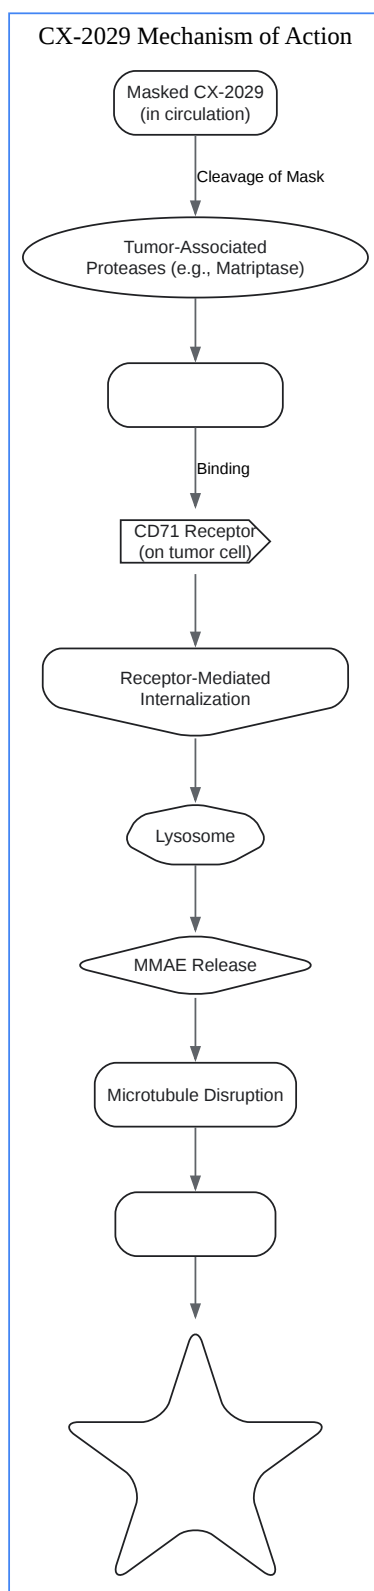 CX-2029 Mechanism of Action
Masked CX-2029
(in circulation)
Cleavage of Mask
Tumor-Associated
Proteases (e.g., Matriptase)
Binding
CD71 Receptor
(on tumor cell)
Receptor-Mediated
Internalization
Lysosome
MMAE Release
Microtubule Disruption